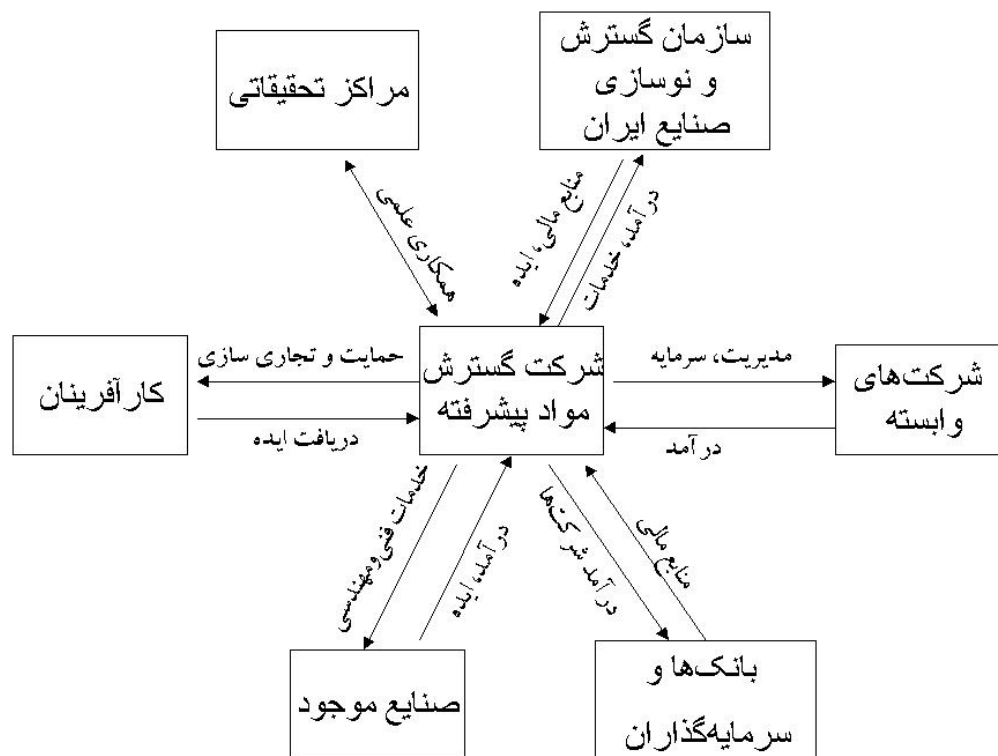 سازمان گسترش
و نوسازی
صنایع ایران
مراکز تحقیقاتی
منابع مالی، ایده
درآمد، خدمات
همکاری علمی
شرکت‌های
وابسته
مدیریت، سرمایه
درآمد
شرکت گسترش
مواد پیشرفته
حمایت و تجاری سازی
دریافت ایده
کارآفرینان
منابع مالی
درآمد شرکت‌ها
درآمد، ایده
خدمات فنی‌ومهندسی
بانک‌ها و
سرمایه‌گذاران
صنایع موجود